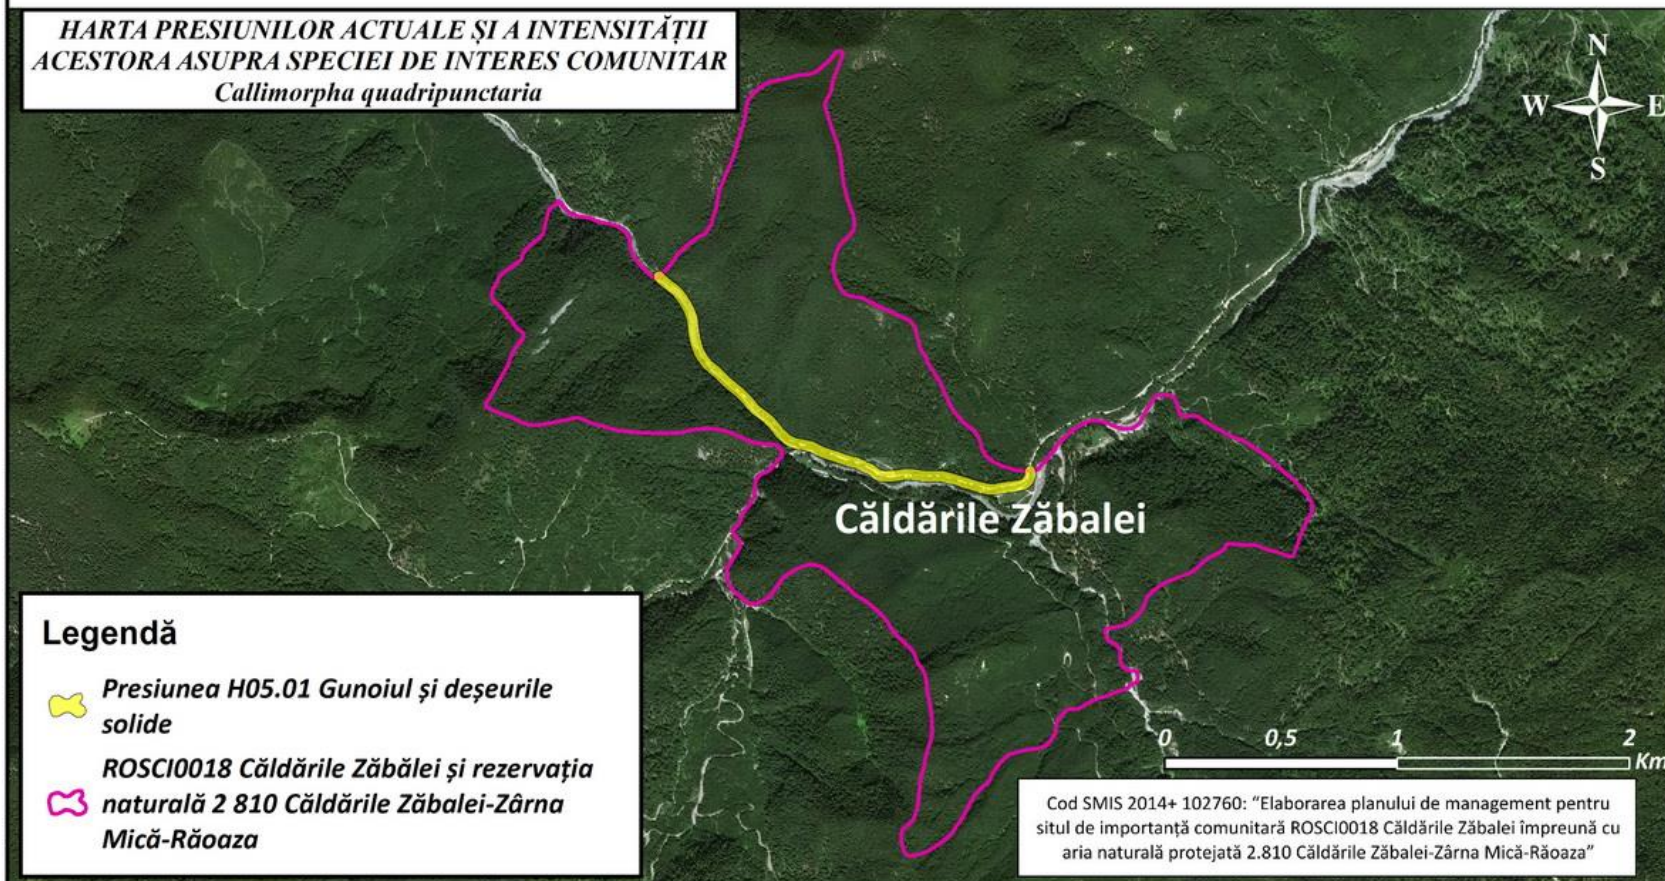 HARTA PRESIUNILOR ACTUALE ȘI A INTENSITĂȚII
ACESTORA ASUPRA SPECIEI DE INTERES COMUNITAR
Callimorpha quadripunctaria
N
W
E
S
Căldările Zăbalei
Legendă
Presiunea H05.01 Gunoiul și deșeurile
solide
ROSCI0018 Căldările Zăbălei și rezervația
naturală 2 810 Căldările Zăbalei-Zârna
Mică-Răoaza
0 0,5 1 2
Km
Cod SMIS 2014+ 102760: “Elaborarea planului de management pentru
situl de importanță comunitară ROSCI0018 Căldările Zăbalei împreună cu
aria naturală protejată 2.810 Căldările Zăbalei-Zârna Mică-Răoaza”